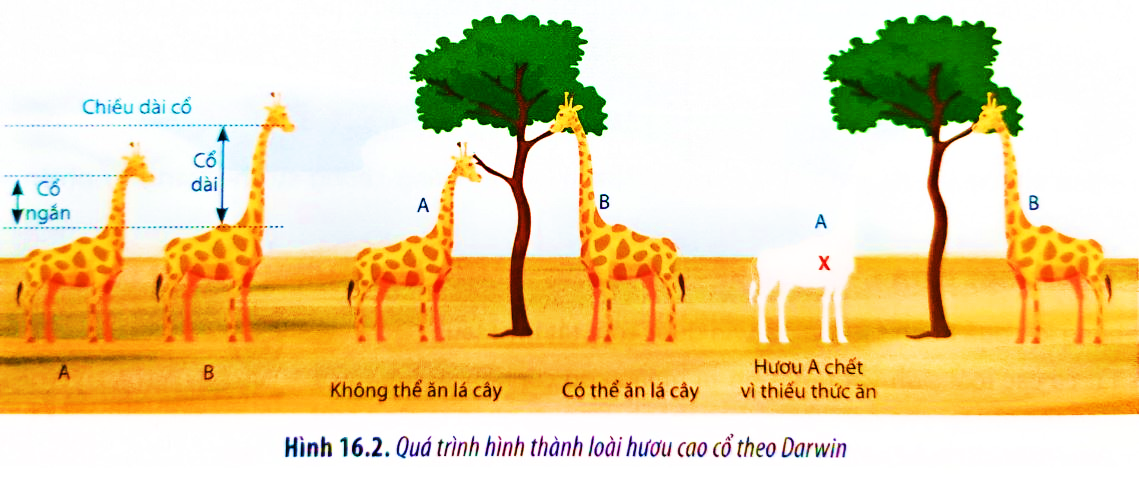 Chiều dài cổ
Cổ
dài
Cổ
ngắn
A
B
A
B
Không thể ăn lá cây
Có thể ăn lá cây
A
X
B
Hươu A chết
vì thiếu thức ăn
Hình 16.2. Quá trình hình thành loài hươu cao cổ theo Darwin